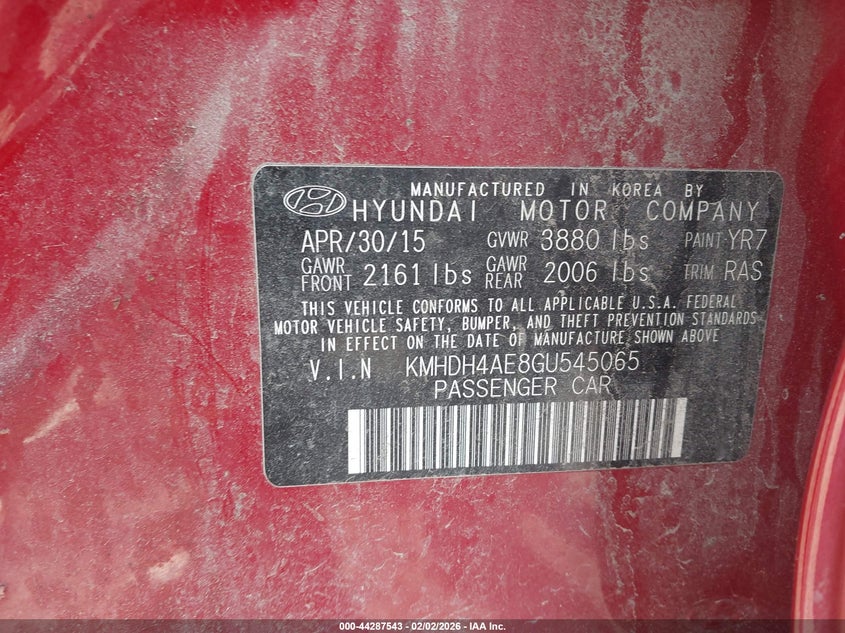 MANUFACTURED IN KOREA BY
HYUNDAI MOTOR COMPANY
APR/30/15 GVWR 3880 lbs PAINT: YR7
GAWR FRONT 2161 lbs GAWR REAR 2006 lbs TRIM RAS
THIS VEHICLE CONFORMS TO ALL APPLICABLE U.S.A. FEDERAL
MOTOR VEHICLE SAFETY, BUMPER, AND THEFT PREVENTION STANDARDS
IN EFFECT ON THE DATE OF MANUFACTURE SHOWN ABOVE
V.I.N KMHDH4AE8GU545065
PASSENGER CAR
000-44287543 - 02/02/2026 - IAA Inc.